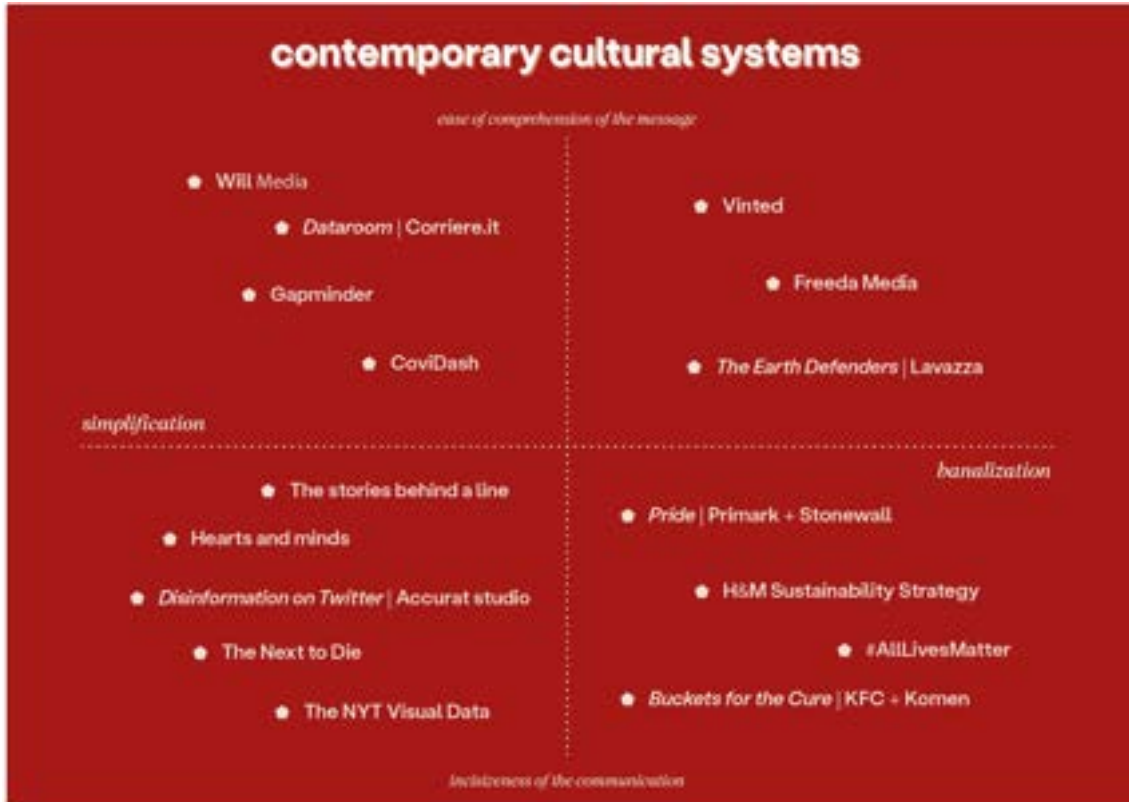 contemporary cultural systems
ease of comprehension of the message
Will Media
Vinted
Dataroom | Corriere.it
Freeda Media
Gapminder
CoviDash
The Earth Defenders | Lavazza
simplification
banalization
The stories behind a line
Pride | Primark + Stonewall
Hearts and minds
Disinformation on Twitter | Accurat studio
H&M Sustainability Strategy
The Next to Die
#AllLivesMatter
Buckets for the Cure | KFC + Komen
The NYT Visual Data
incisiveness of the communication